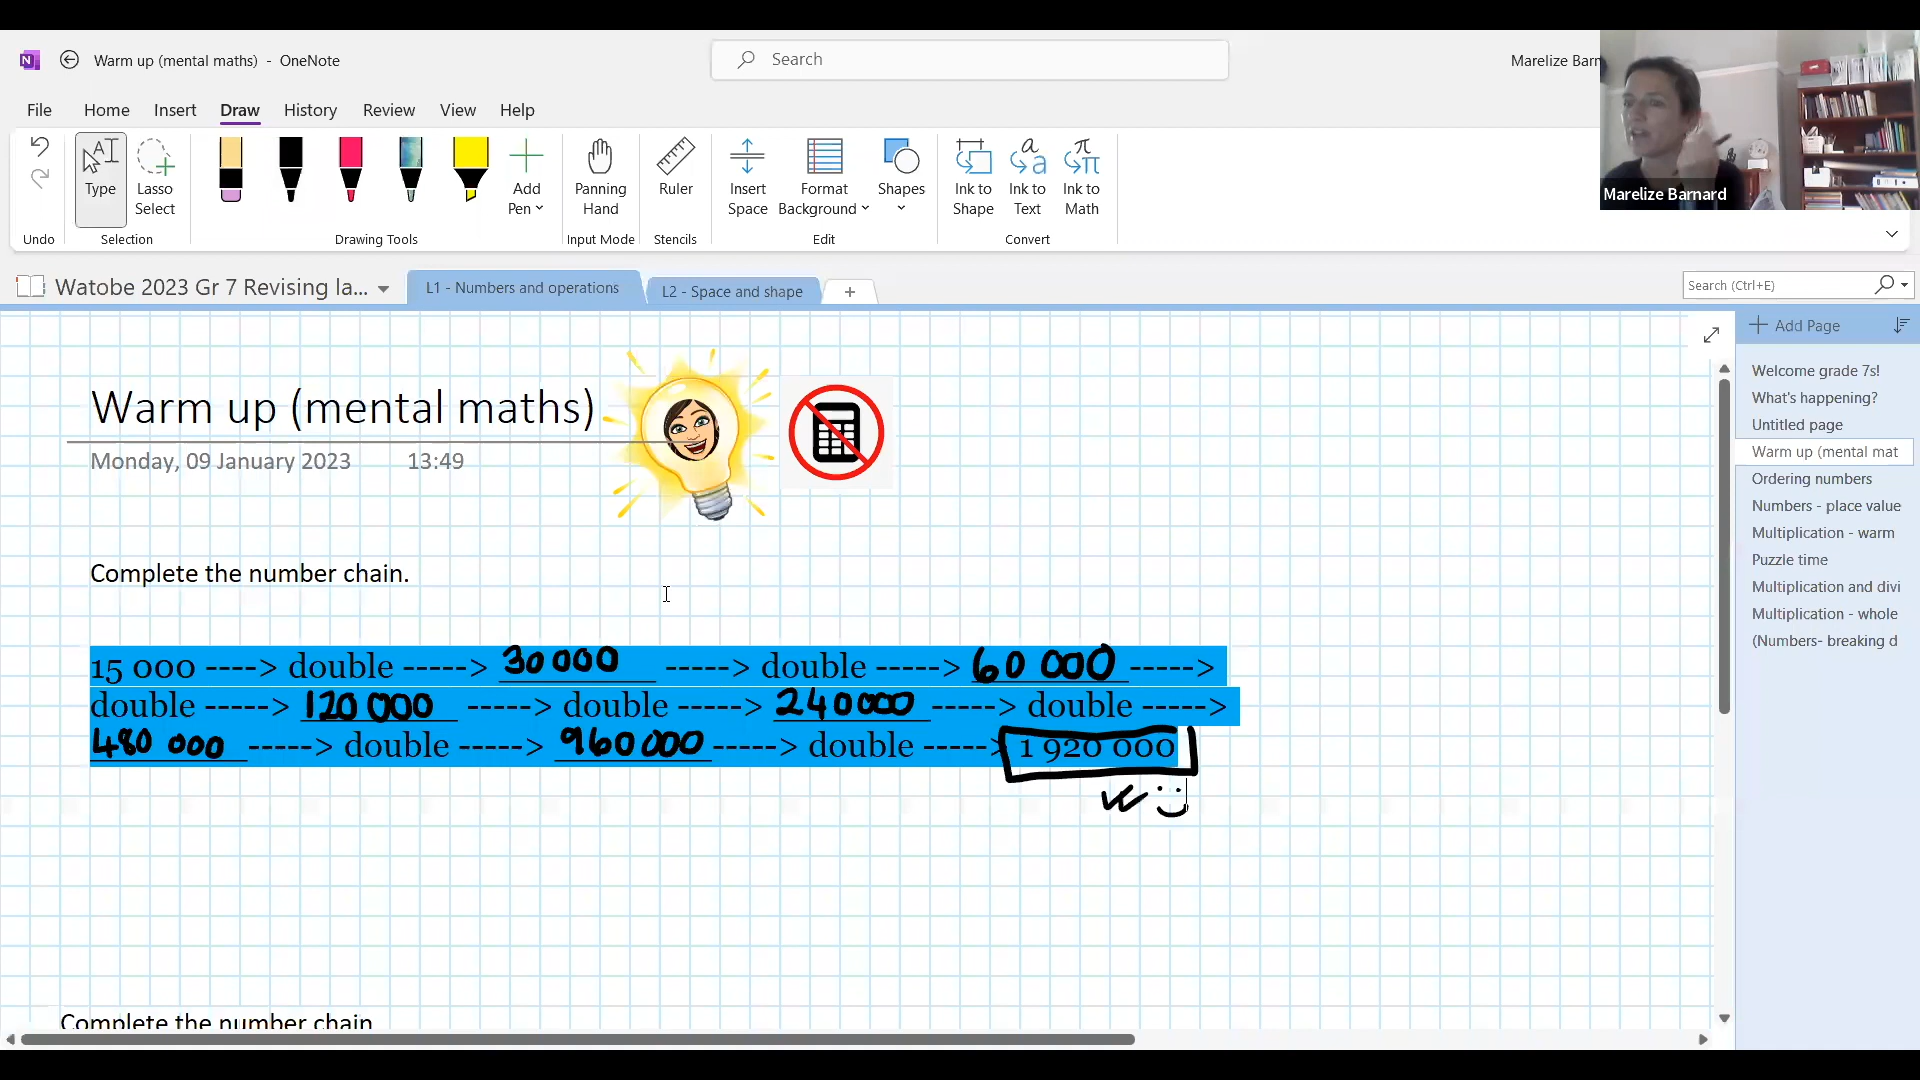 Warm up (mental maths) - OneNote
Search
Marelize Barn
Marelize Barnard
File Home Insert Draw History Review View Help
Type
Lasso Select
Add Pen
Panning Hand
Ruler
Insert Space
Format Background
Shapes
Ink to Shape
Ink to Text
Ink to Math
Undo
Selection
Drawing Tools
Input Mode
Stencils
Edit
Convert
Watobe 2023 Gr 7 Revising la...
L1 - Numbers and operations
L2 - Space and shape
Search (Ctrl+E)
Add Page
Welcome grade 7s!
What's happening?
Untitled page
Warm up (mental mat
Ordering numbers
Numbers - place value
Multiplication - warm
Puzzle time
Multiplication and divi
Multiplication - whole
(Numbers- breaking d
Warm up (mental maths)
Monday, 09 January 2023 13:49
Complete the number chain.
15 000 ----> double -----> 30 000 -----> double -----> 60 000 ----->
double -----> 120 000 -----> double -----> 240000 -----> double ----->
480 000 -----> double -----> 960 000 -----> double -----> 1 920 000
Complete the number chain